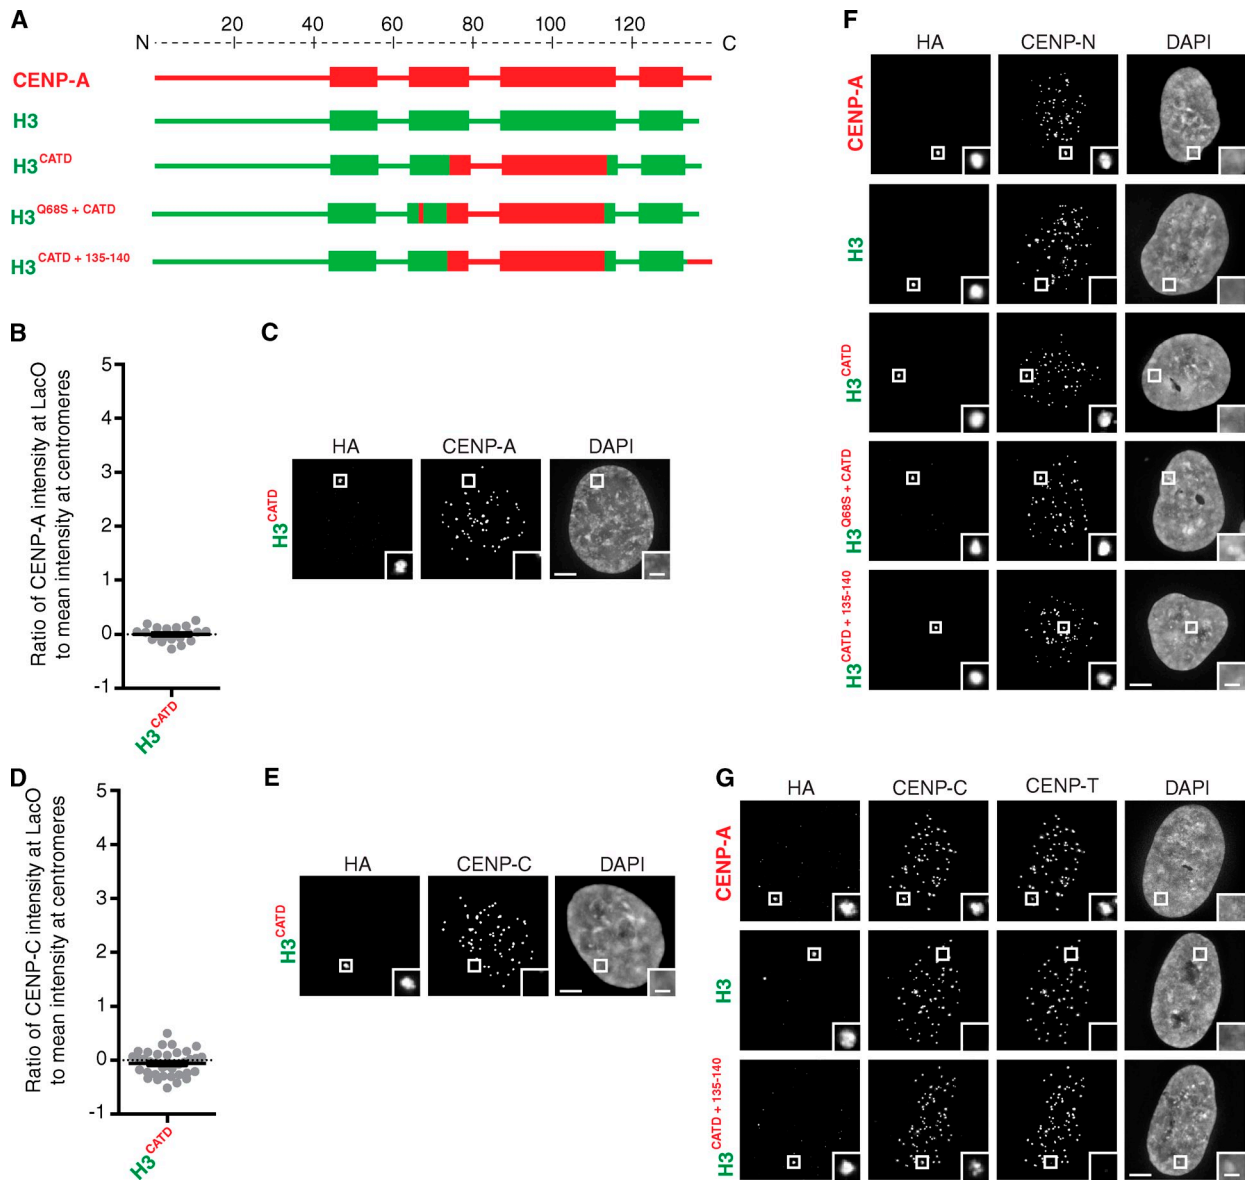 A
N 20 40 60 80 100 120 C
CENP-A
H3
H3CATD
H3Q68S + CATD
H3CATD + 135-140
B
Ratio of CENP-A intensity at LacO
to mean intensity at centromeres
5
4
3
2
1
0
-1
H3CATD
C
HA CENP-A DAPI
H3CATD
D
Ratio of CENP-C intensity at LacO
to mean intensity at centromeres
5
4
3
2
1
0
-1
H3CATD
E
HA CENP-C DAPI
H3CATD
F
HA CENP-N DAPI
CENP-A
H3
H3CATD
H3Q68S + CATD
H3CATD + 135-140
G
HA CENP-C CENP-T DAPI
CENP-A
H3
H3CATD + 135-140